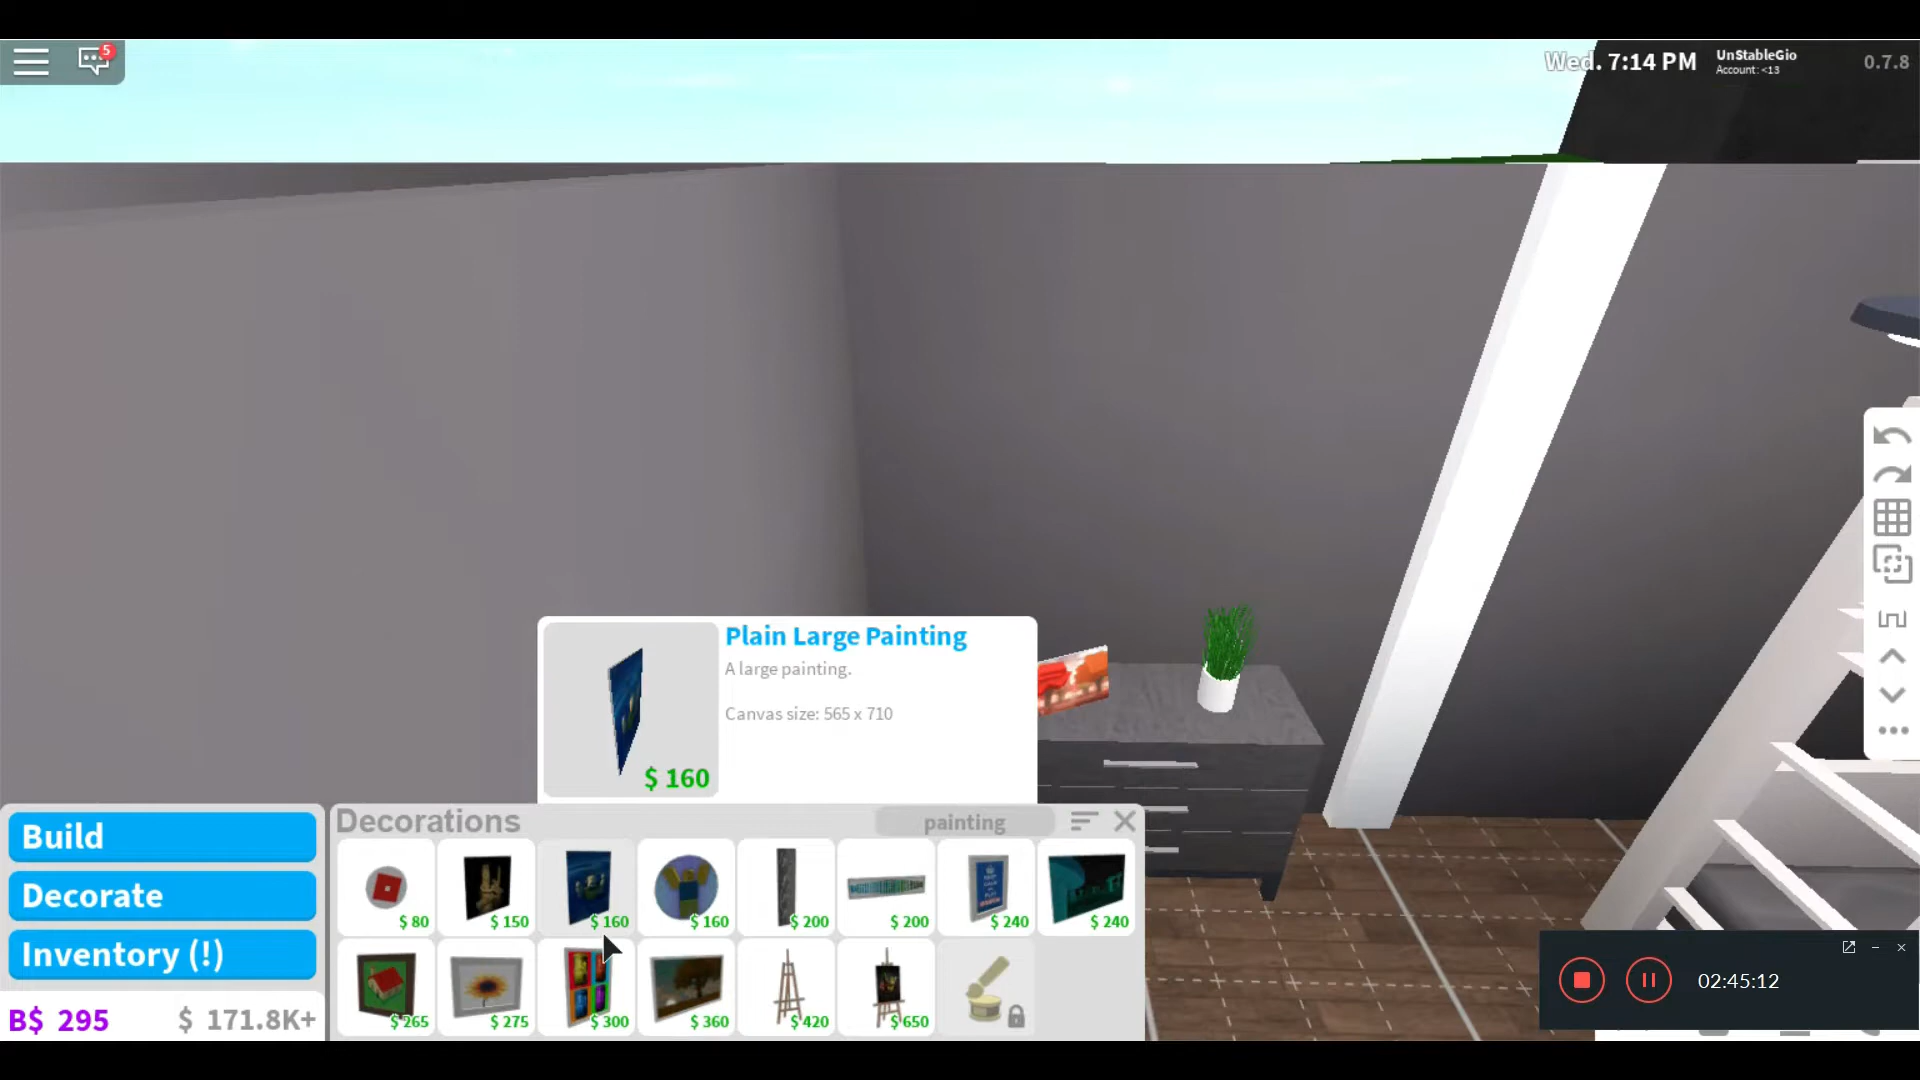 5
Wed. 7:14 PM
UnStableGio
Account: <13
0.7.8
Plain Large Painting
A large painting.
Canvas size: 565 x 710
$ 160
Build
Decorate
Inventory (!)
B$ 295
$ 171.8K+
Decorations
painting
$ 80
$ 150
$ 160
$ 160
$ 200
$ 200
$ 240
$ 240
$ 265
$ 275
$ 300
$ 360
$ 420
$ 650
02:45:12